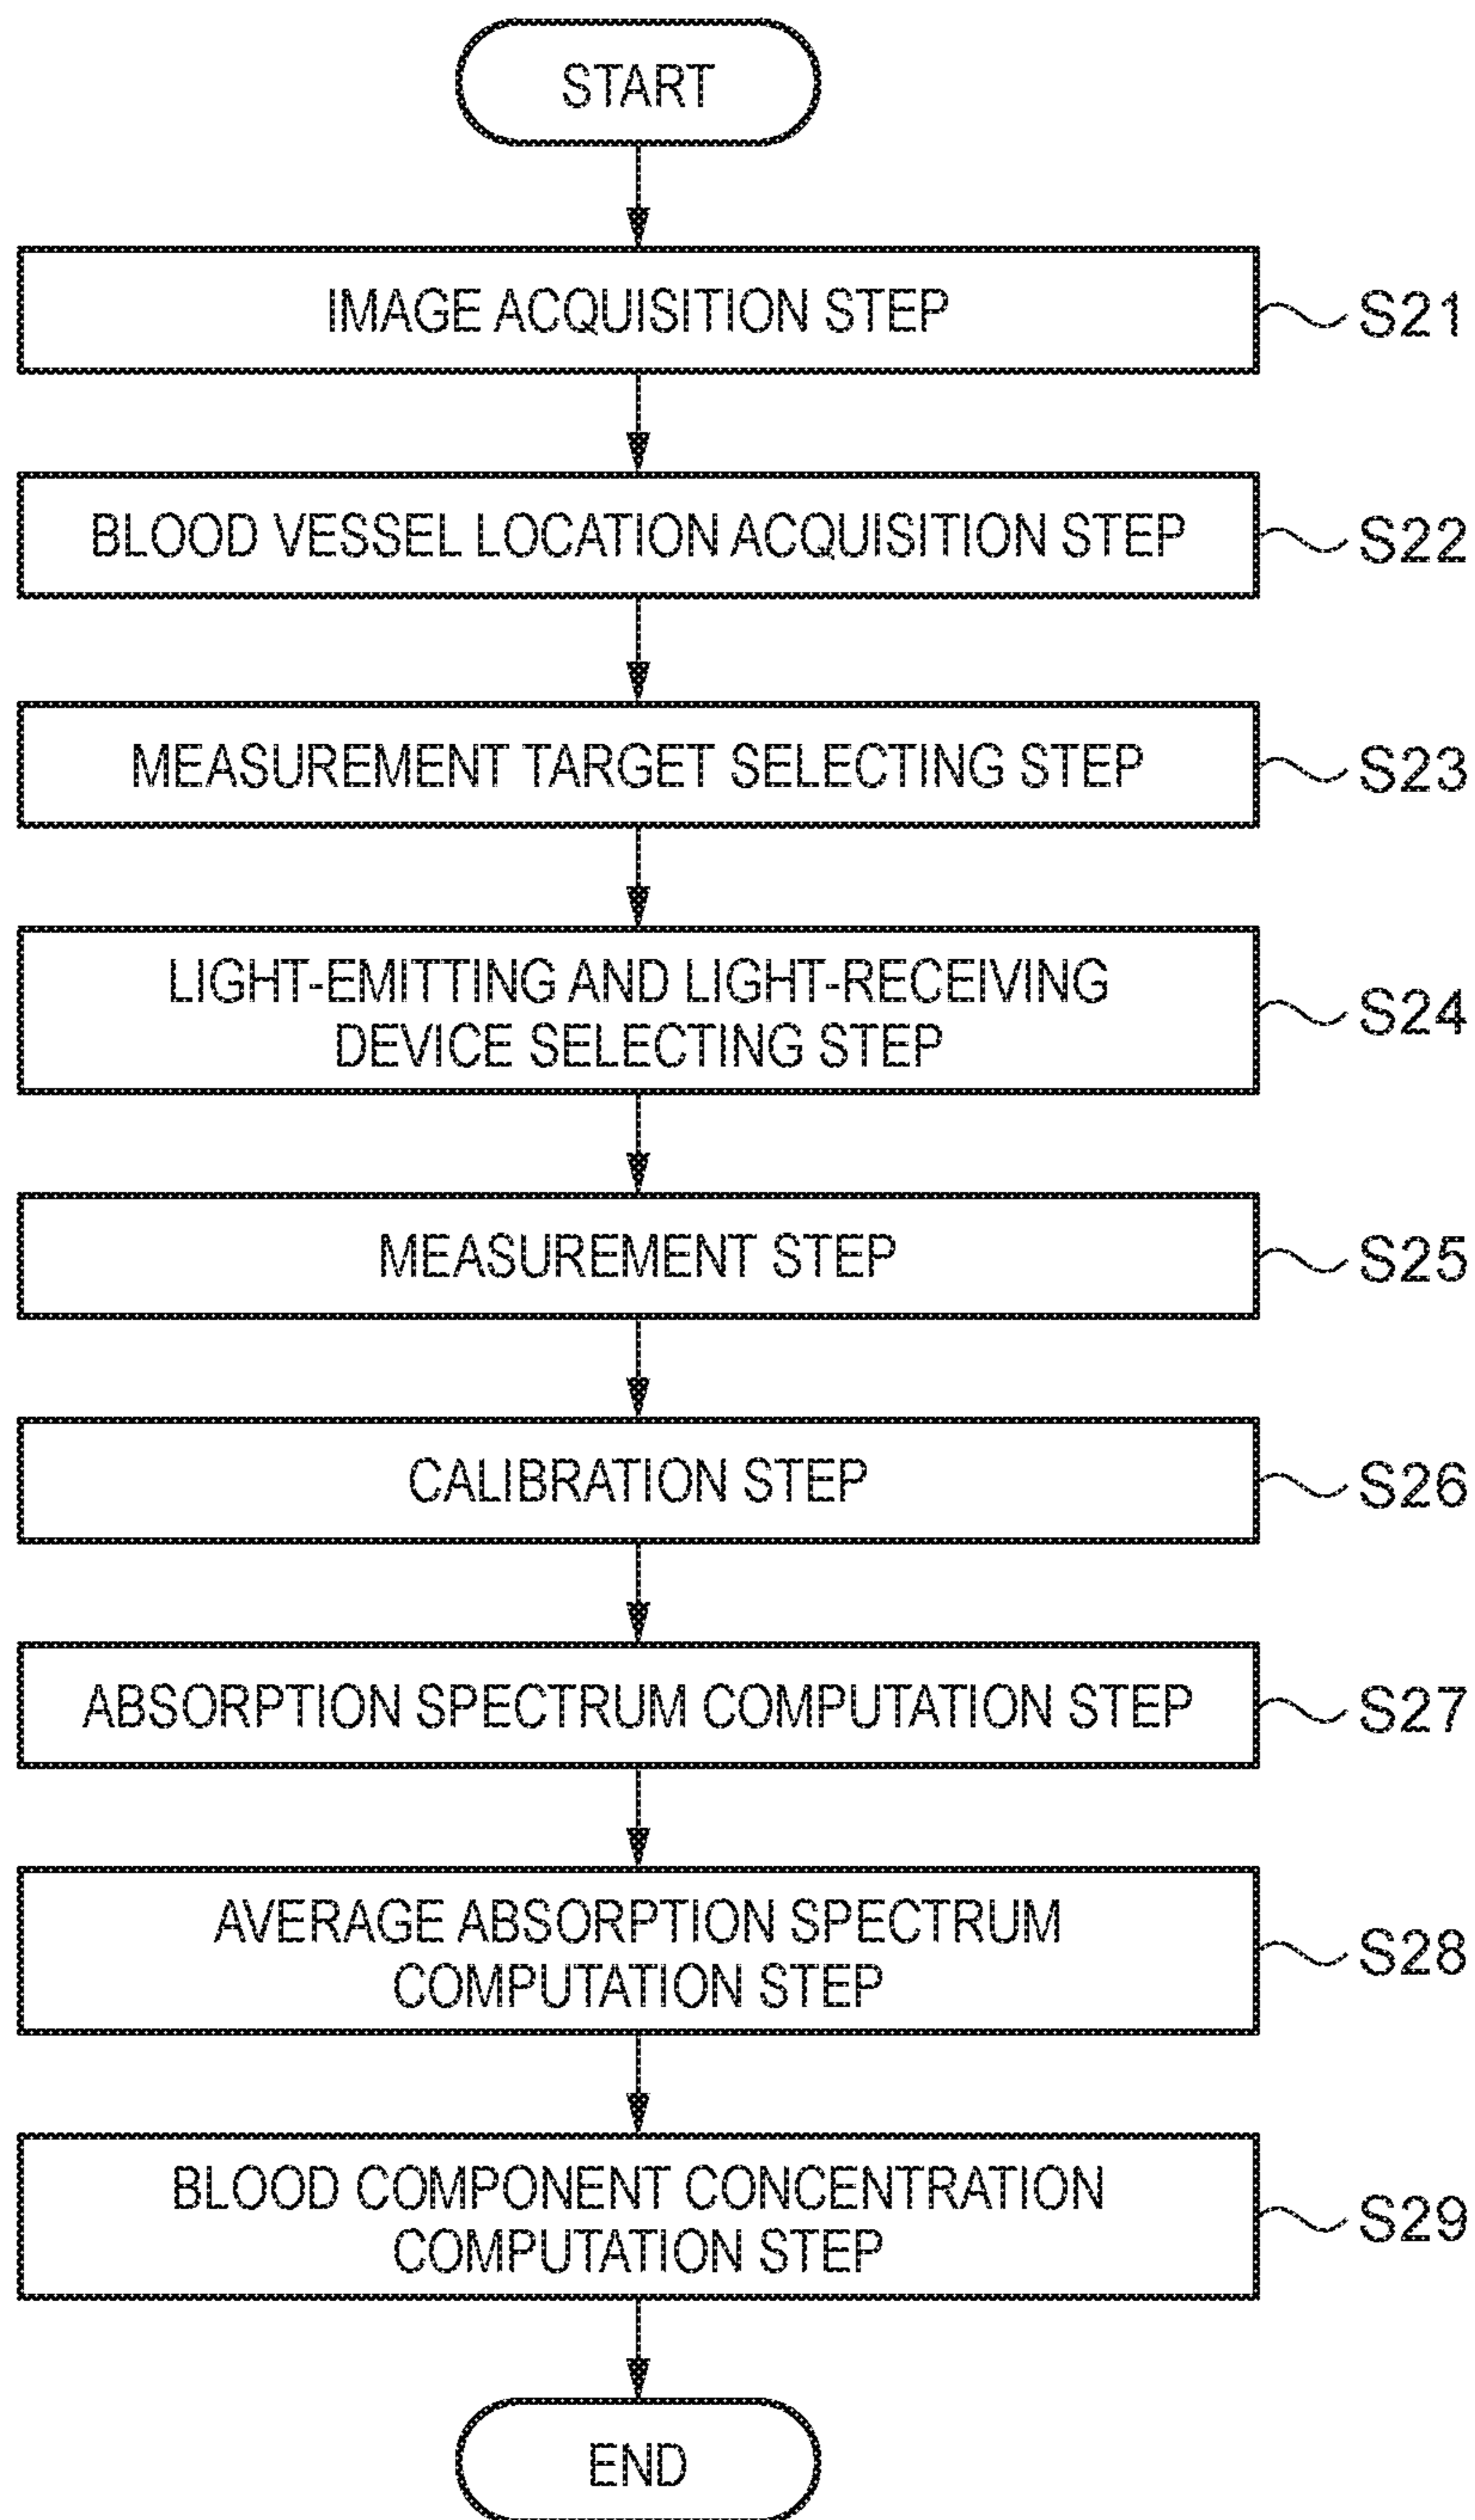 START
IMAGE ACQUISITION STEP
S21
BLOOD VESSEL LOCATION ACQUISITION STEP
S22
MEASUREMENT TARGET SELECTING STEP
S23
LIGHT-EMITTING AND LIGHT-RECEIVING
DEVICE SELECTING STEP
S24
MEASUREMENT STEP
S25
CALIBRATION STEP
S26
ABSORPTION SPECTRUM COMPUTATION STEP
S27
AVERAGE ABSORPTION SPECTRUM
COMPUTATION STEP
S28
BLOOD COMPONENT CONCENTRATION
COMPUTATION STEP
S29
END